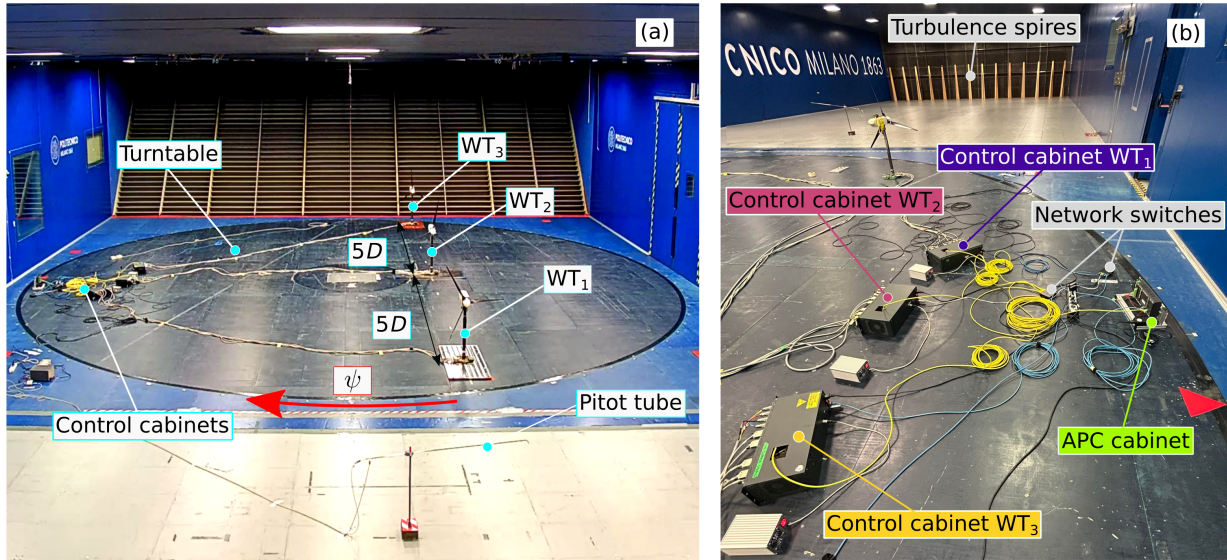 (a)
WT₃
Turntable
WT₂
5D
WT₁
5D
ψ
Pitot tube
Control cabinets
POLITECNICO
(b)
Turbulence spires
CNICO MILANO 1863
Control cabinet WT₁
Control cabinet WT₂
Network switches
APC cabinet
Control cabinet WT₃